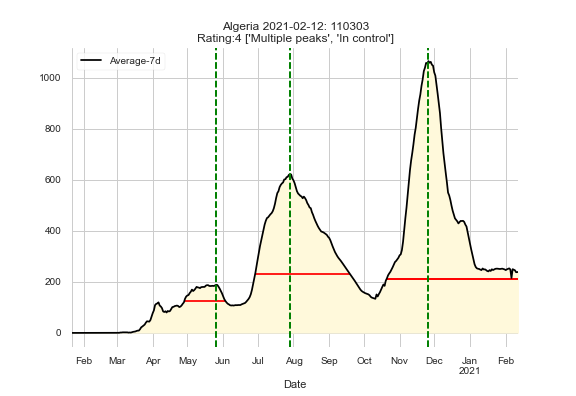 Algeria 2021-02-12: 110303
Rating:4 ['Multiple peaks', 'In control']
Average-7d
1000
800
600
400
200
0
Feb Mar Apr May Jun Jul Aug Sep Oct Nov Dec Jan Feb
2021
Date